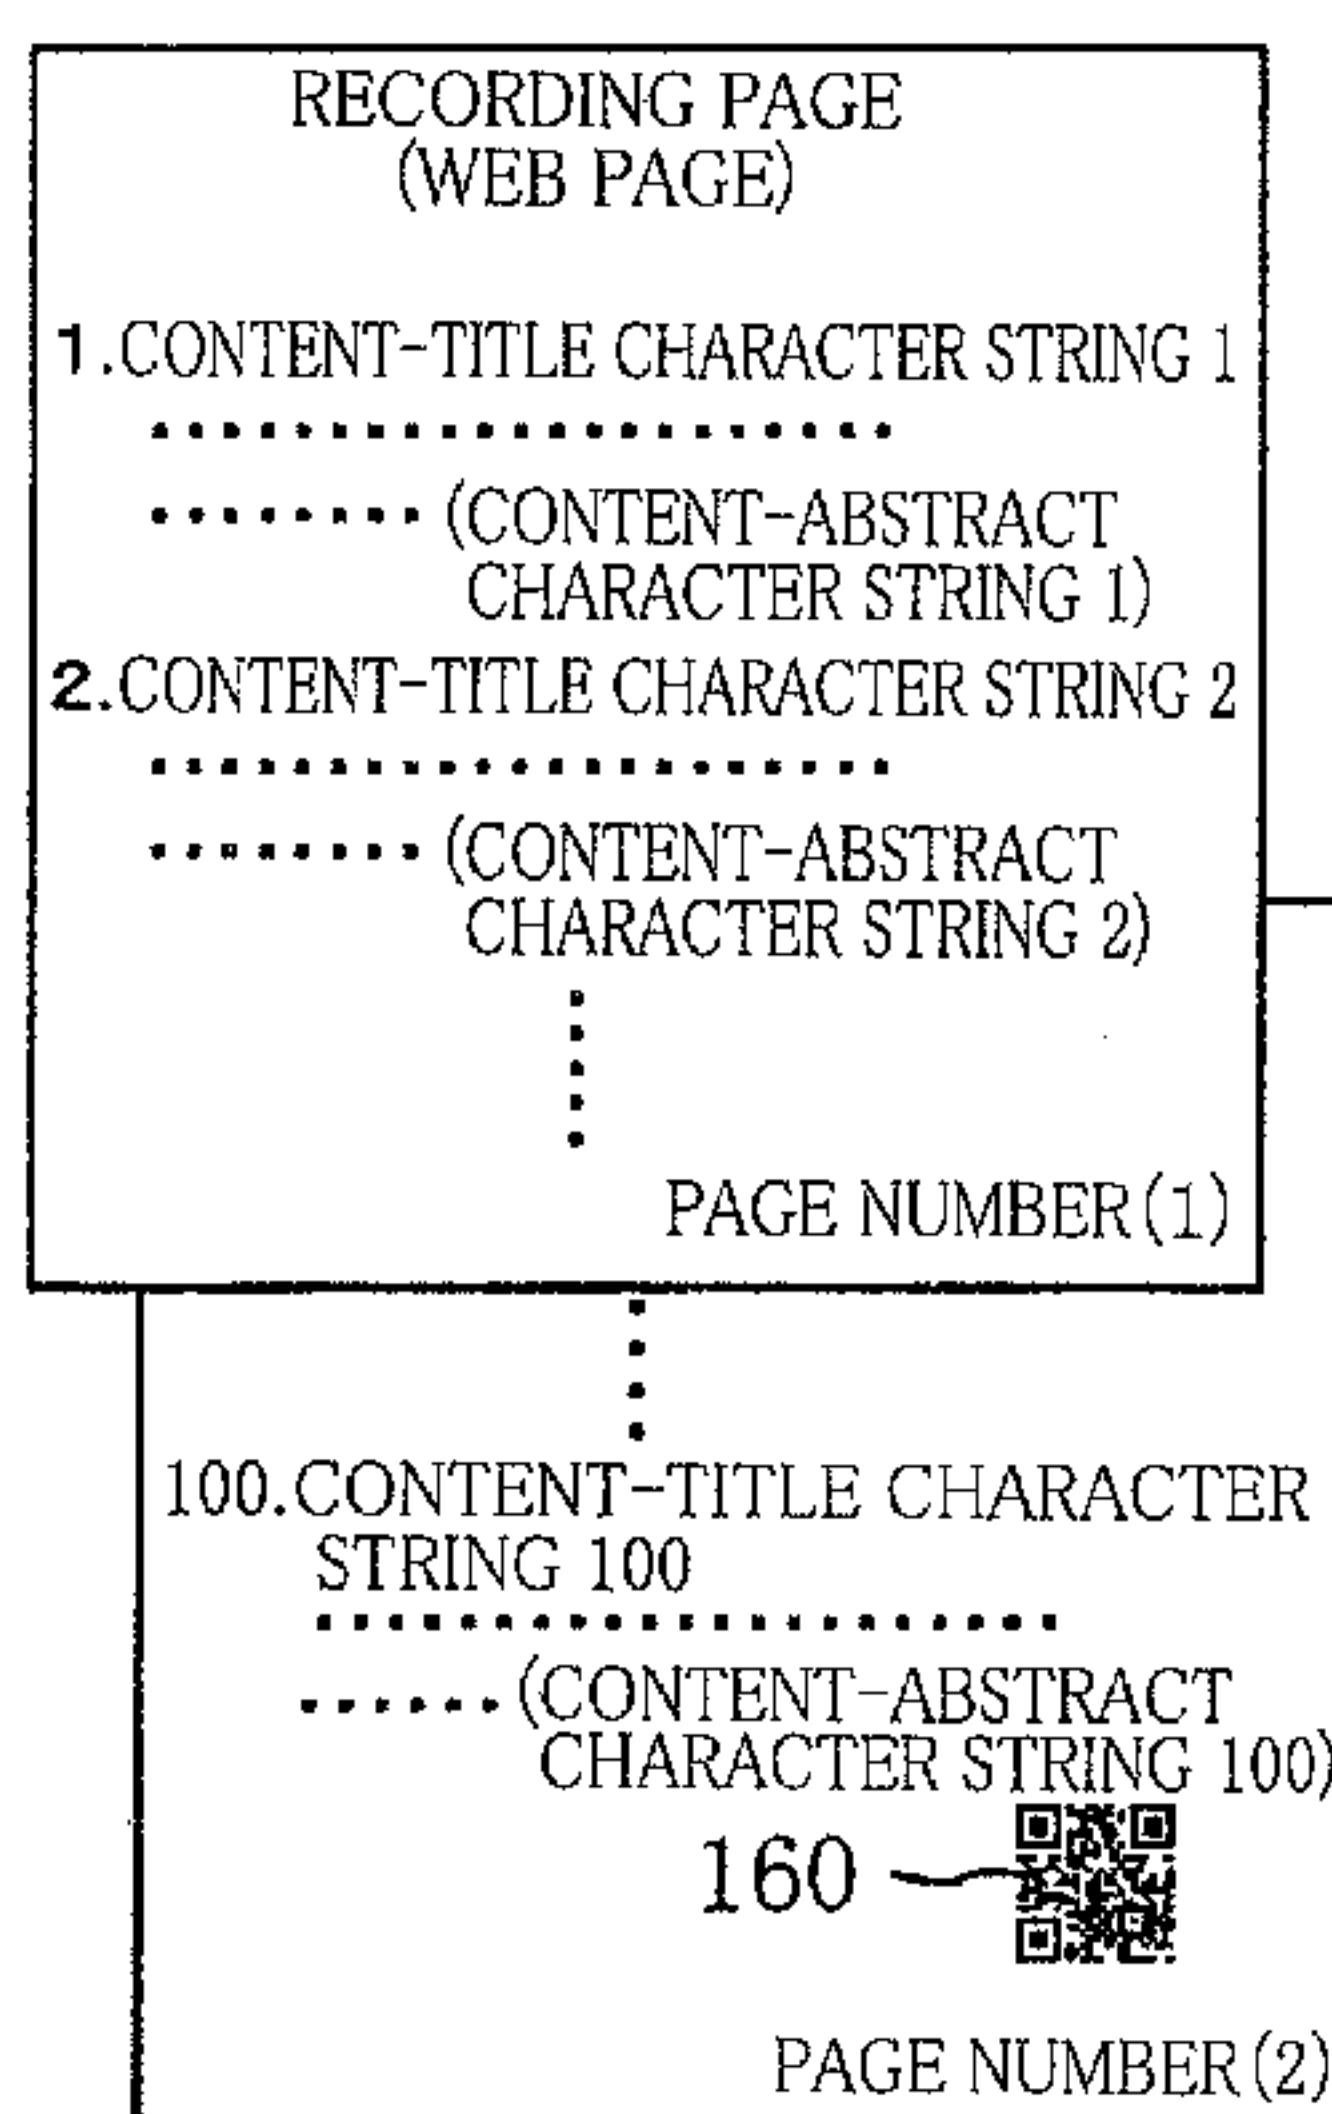 RECORDING PAGE
(WEB PAGE)
1.CONTENT-TITLE CHARACTER STRING 1
....................
........(CONTENT-ABSTRACT
CHARACTER STRING 1)
2.CONTENT-TITLE CHARACTER STRING 2
....................
........(CONTENT-ABSTRACT
CHARACTER STRING 2)
PAGE NUMBER(1)
100.CONTENT-TITLE CHARACTER
STRING 100
....................
......(CONTENT-ABSTRACT
CHARACTER STRING 100)
160
PAGE NUMBER(2)